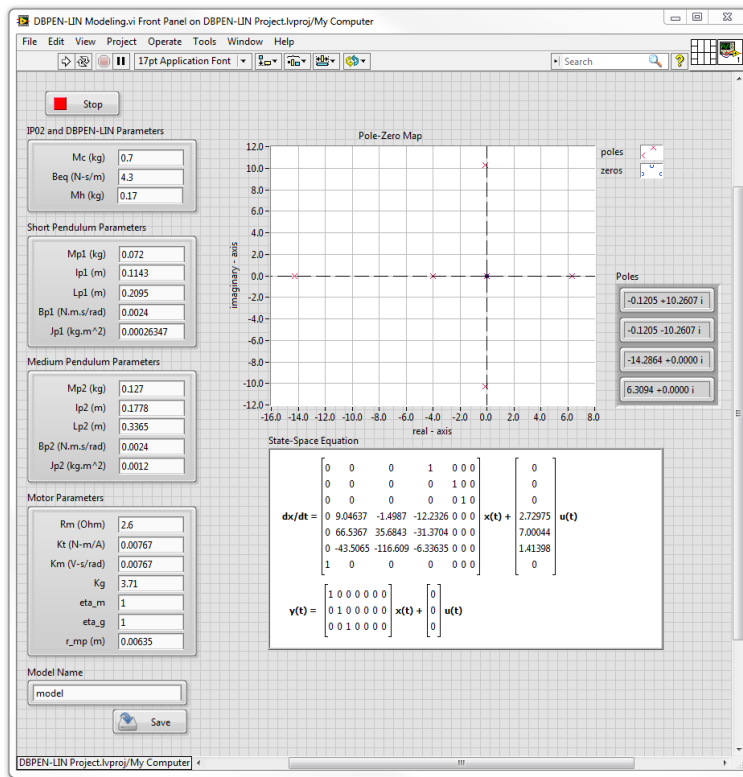 DBPEN-LIN Modeling.vi Front Panel on DBPEN-LIN Project.lvproj/My Computer
File Edit View Project Operate Tools Window Help
17pt Application Font
Search
1
Stop
IP02 and DBPEN-LIN Parameters
Mc (kg) 0.7
Beq (N-s/m) 4.3
Mh (kg) 0.17
Short Pendulum Parameters
Mp1 (kg) 0.072
lp1 (m) 0.1143
Lp1 (m) 0.2095
Bp1 (N.m.s/rad) 0.0024
Jp1 (kg.m^2) 0.00026347
Medium Pendulum Parameters
Mp2 (kg) 0.127
lp2 (m) 0.1778
Lp2 (m) 0.3365
Bp2 (N.m.s/rad) 0.0024
Jp2 (kg.m^2) 0.0012
Motor Parameters
Rm (Ohm) 2.6
Kt (N-m/A) 0.00767
Km (V-s/rad) 0.00767
Kg 3.71
eta_m 1
eta_g 1
r_mp (m) 0.00635
Model Name
model
Save
Pole-Zero Map
poles
zeros
imaginary - axis
12.0
10.0
8.0
6.0
4.0
2.0
0.0
-2.0
-4.0
-6.0
-8.0
-10.0
-12.0
-16.0 -14.0 -12.0 -10.0 -8.0 -6.0 -4.0 -2.0 0.0 2.0 4.0 6.0 8.0
real - axis
Poles
-0.1205 +10.2607 i
-0.1205 -10.2607 i
-14.2864 +0.0000 i
6.3094 +0.0000 i
State-Space Equation
0 0 0 1 0 0 0 0
0 0 0 0 1 0 0 0
0 0 0 0 0 1 0 0
dx/dt = 0 9.04637 -1.4987 -12.2326 0 0 0 x(t) + 2.72975 u(t)
0 66.5367 35.6843 -31.3704 0 0 0 7.00044
0 -43.5065 -116.609 -6.33635 0 0 0 1.41398
1 0 0 0 0 0 0 0
1 0 0 0 0 0 0 0
y(t) = 0 1 0 0 0 0 0 x(t) + 0 u(t)
0 0 1 0 0 0 0 0
DBPEN-LIN Project.lvproj/My Computer